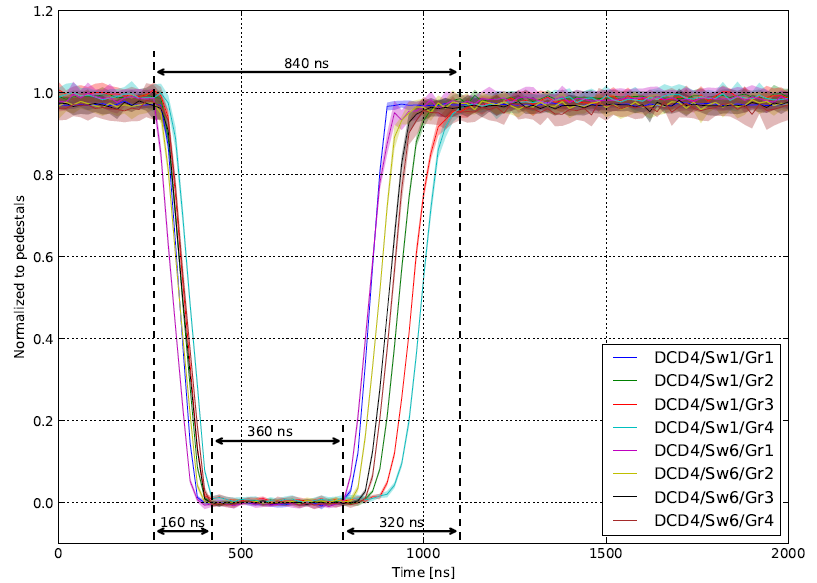 1.2
1.0
0.8
0.6
0.4
0.2
0.0
Normalized to pedestals
840 ns
360 ns
160 ns
320 ns
DCD4/Sw1/Gr1
DCD4/Sw1/Gr2
DCD4/Sw1/Gr3
DCD4/Sw1/Gr4
DCD4/Sw6/Gr1
DCD4/Sw6/Gr2
DCD4/Sw6/Gr3
DCD4/Sw6/Gr4
0 500 1000 1500 2000
Time [ns]